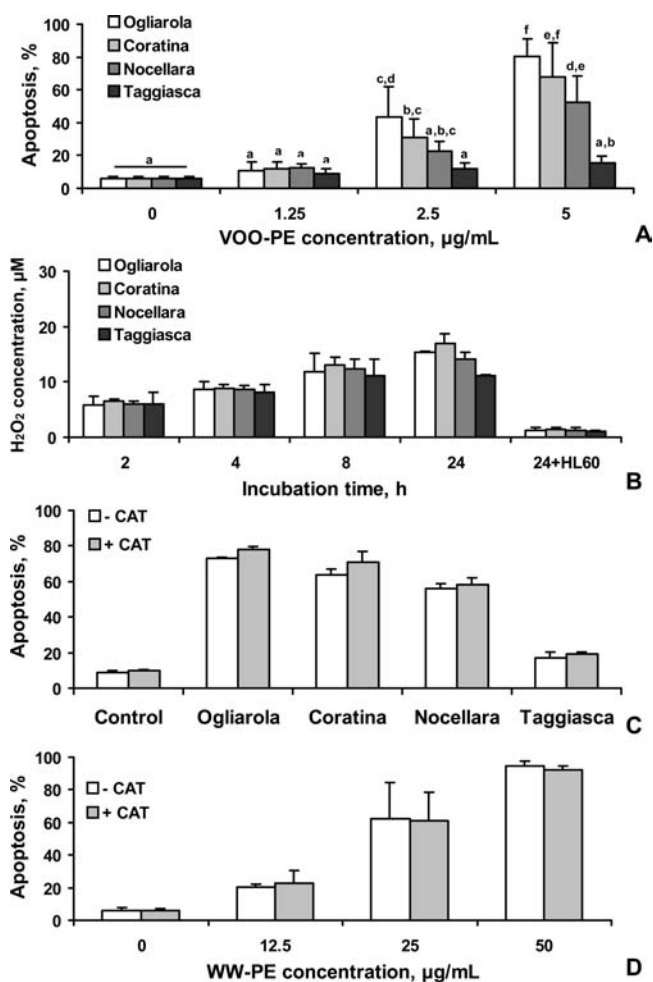 Apoptosis, %
100
80
60
40
20
0
Ogliarola
Coratina
Nocellara
Taggiasca
a
a a a a
c,d
b,c
a,b,c
a
f
e,f
d,e
a,b
0 1.25 2.5 5
VOO-PE concentration, µg/mL
A
H₂O₂ concentration, µM
30
20
10
0
Ogliarola
Coratina
Nocellara
Taggiasca
2 4 8 24 24+HL60
Incubation time, h
B
Apoptosis, %
100
80
60
40
20
0
- CAT
+ CAT
Control Ogliarola Coratina Nocellara Taggiasca
C
Apoptosis, %
100
80
60
40
20
0
- CAT
+ CAT
0 12.5 25 50
WW-PE concentration, µg/mL
D